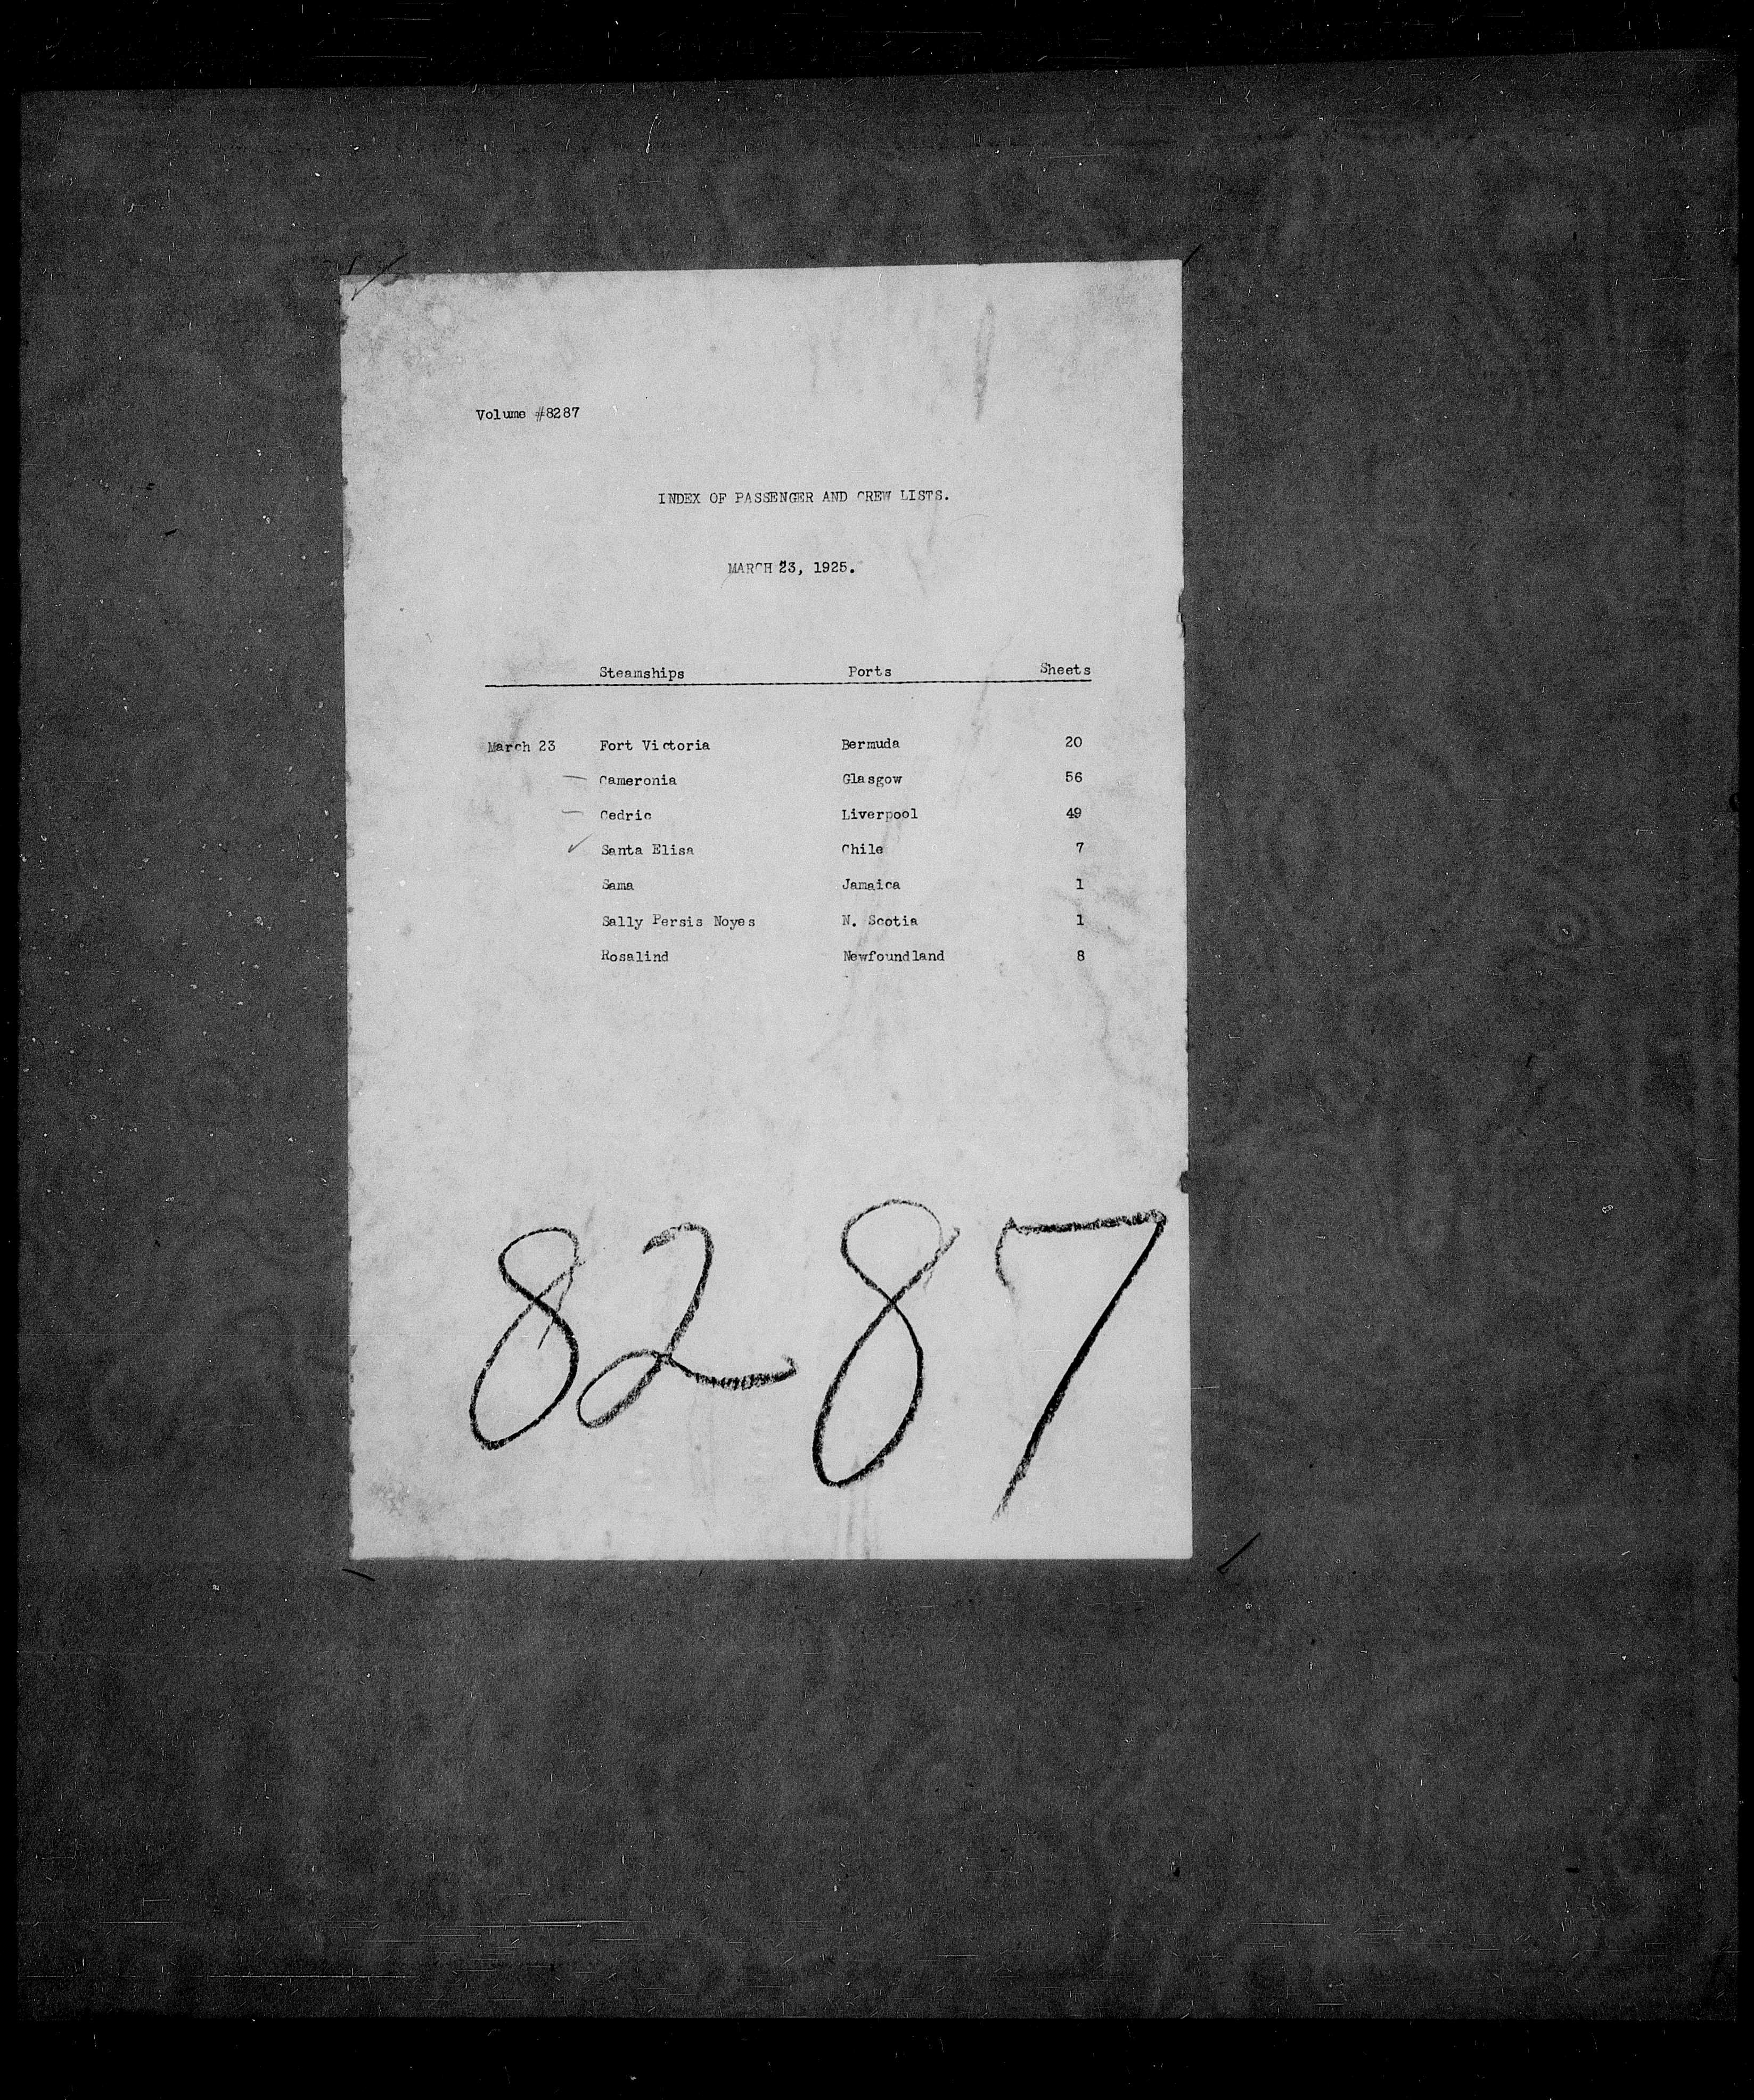 Volume #8287
INDEX OF PASSENGER AND CREW LISTS.
MARCH 23, 1925.
Steamships Ports Sheets
March 23 Fort Victoria Bermuda 20
Cameronia Glasgow 56
Cedric Liverpool 49
✓ Santa Elisa Chile 7
Sama Jamaica 1
Sally Persis Noyes N. Scotia 1
Rosalind Newfoundland 8
8287